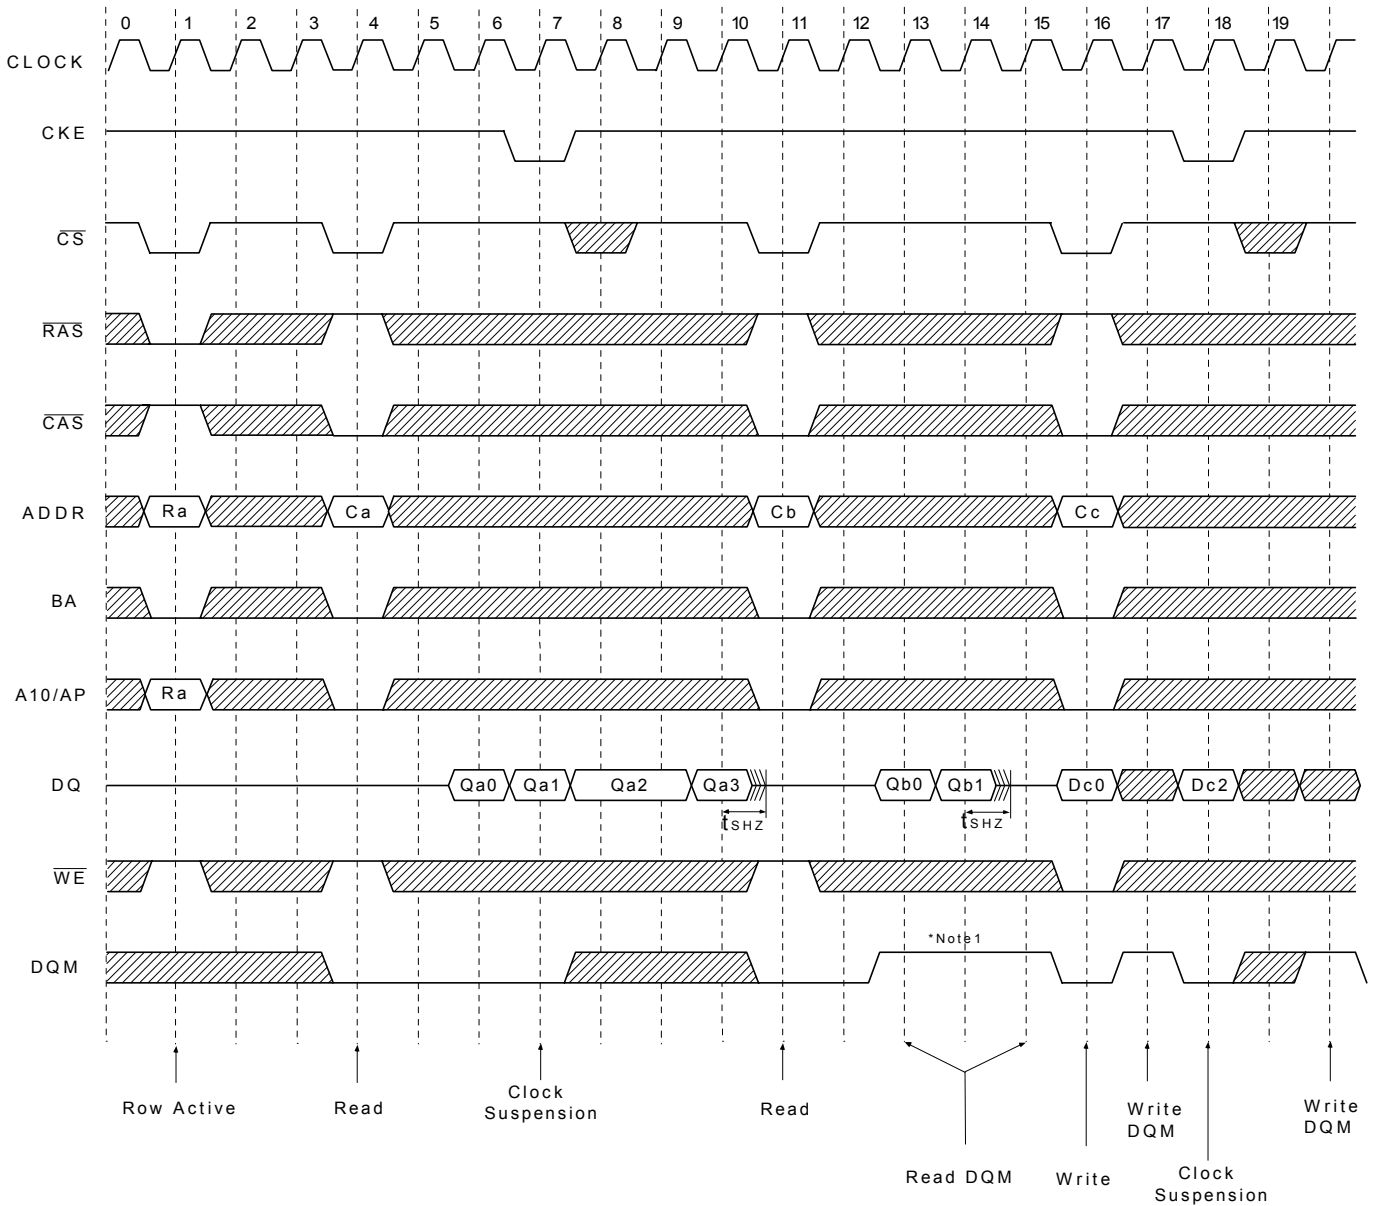 0 1 2 3 4 5 6 7 8 9 10 11 12 13 14 15 16 17 18 19
CLOCK
CKE
CS
RAS
CAS
ADDR Ra Ca Cb Cc
BA
A10/AP Ra
DQ Qa0 Qa1 Qa2 Qa3 Qb0 Qb1 Dc0 Dc2
tSHZ tSHZ
WE
*Note1
DQM
Row Active Read Clock Suspension Read Write DQM Write DQM
Read DQM Write Clock Suspension